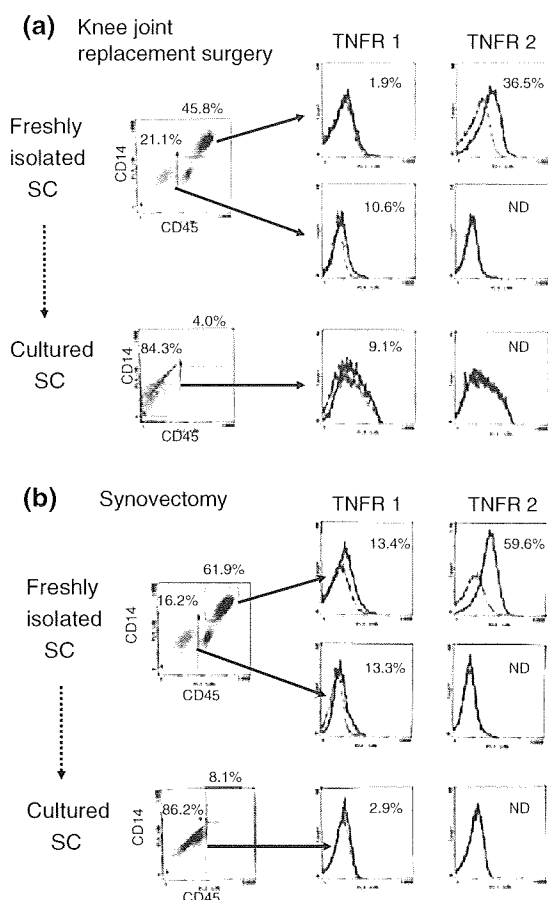 (a) Knee joint
replacement surgery
TNFR 1 TNFR 2
Freshly
isolated
SC
45.8%
21.1%
CD14
CD45
1.9%
36.5%
10.6%
ND
Cultured
SC
4.0%
84.3%
CD14
CD45
9.1%
ND
(b) Synovectomy
TNFR 1 TNFR 2
Freshly
isolated
SC
61.9%
16.2%
CD14
CD45
13.4%
59.6%
13.3%
ND
Cultured
SC
8.1%
86.2%
CD14
CD45
2.9%
ND